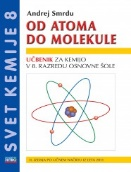 Andrej Smrdu
OD ATOMA
DO MOLEKULE
UČBENIK ZA KEMIJO
V 8. RAZREDU OSNOVNE ŠOLE
SVET KEMIJE 8